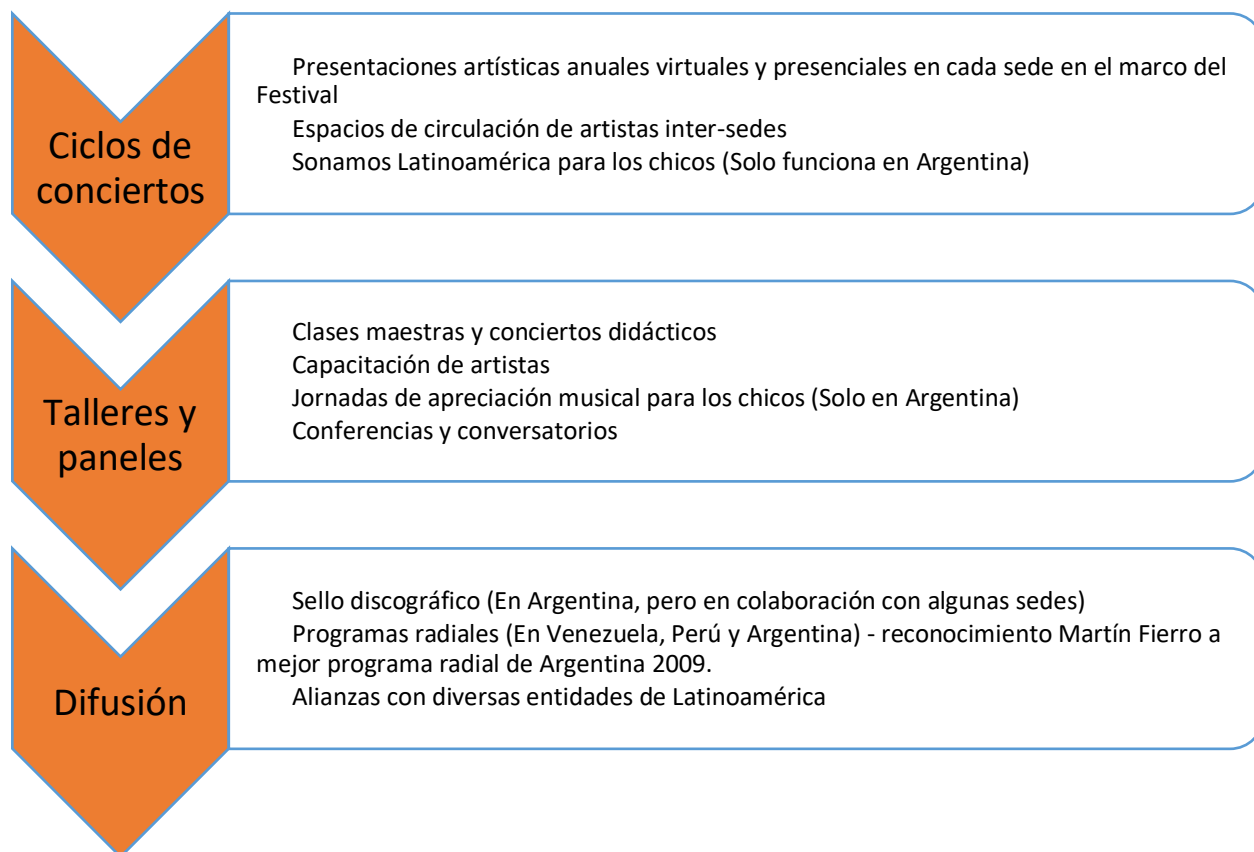 Ciclos de
conciertos
Presentaciones artísticas anuales virtuales y presenciales en cada sede en el marco del
Festival
Espacios de circulación de artistas inter-sedes
Sonamos Latinoamérica para los chicos (Solo funciona en Argentina)
Talleres y
paneles
Clases maestras y conciertos didácticos
Capacitación de artistas
Jornadas de apreciación musical para los chicos (Solo en Argentina)
Conferencias y conversatorios
Difusión
Sello discográfico (En Argentina, pero en colaboración con algunas sedes)
Programas radiales (En Venezuela, Perú y Argentina) - reconocimiento Martín Fierro a
mejor programa radial de Argentina 2009.
Alianzas con diversas entidades de Latinoamérica